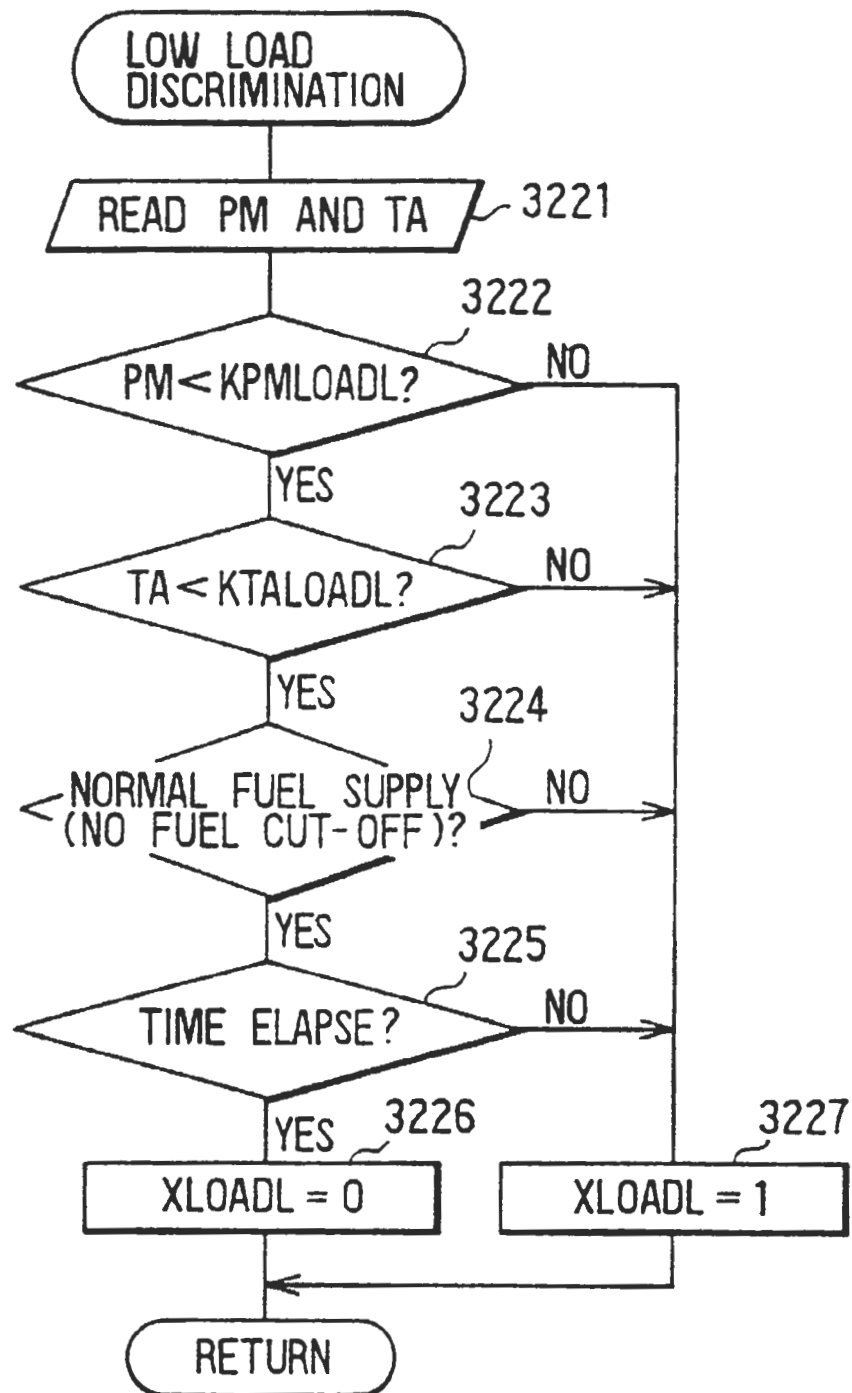 LOW LOAD
DISCRIMINATION
READ PM AND TA
3221
3222
PM<KPMLOADL?
NO
YES
3223
TA<KTALOADL?
NO
YES
3224
NORMAL FUEL SUPPLY
(NO FUEL CUT-OFF)?
NO
YES
3225
TIME ELAPSE?
NO
YES
3226
XLOADL=0
3227
XLOADL=1
RETURN